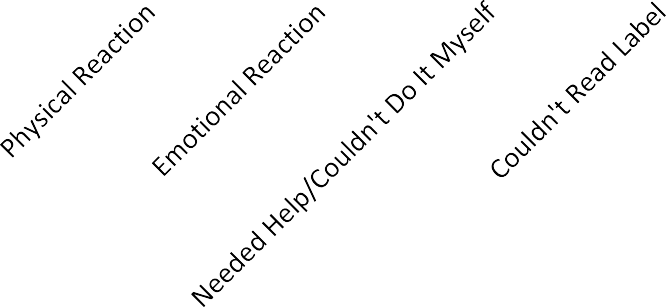 Physical Reaction
Emotional Reaction
Needed Help/Couldn't Do It Myself
Couldn't Read Label